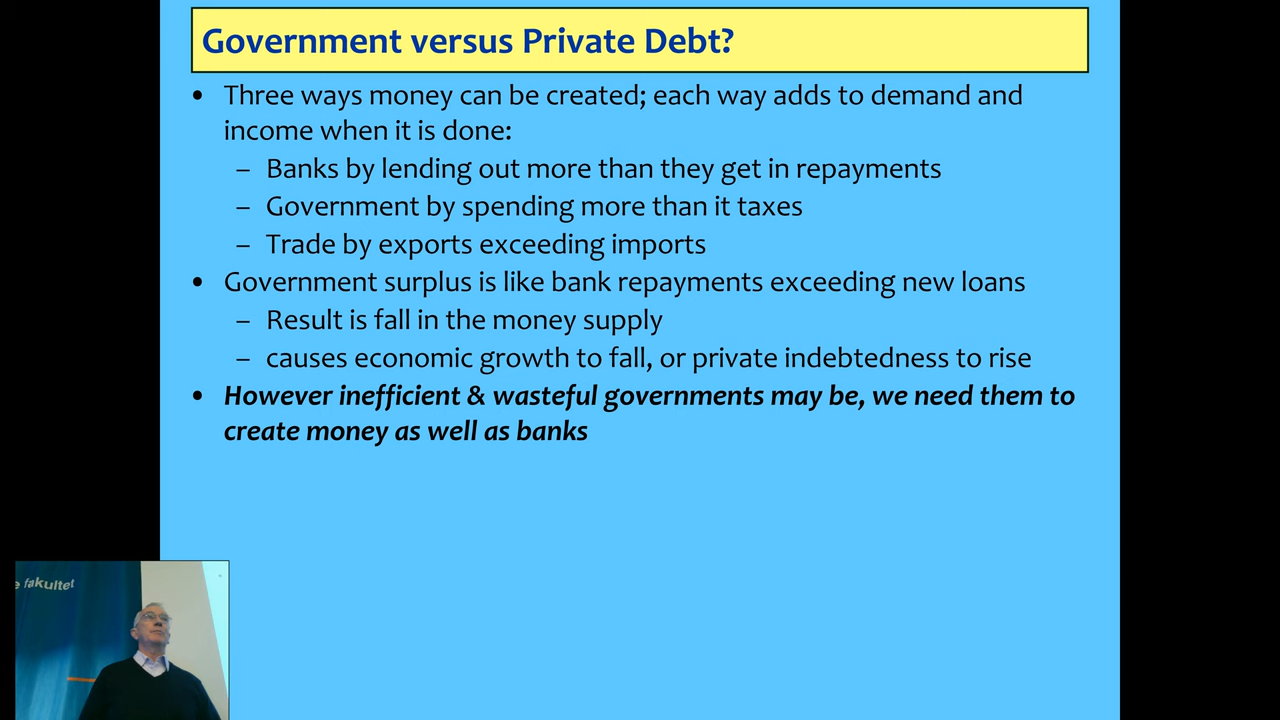 Government versus Private Debt?
• Three ways money can be created; each way adds to demand and
income when it is done:
– Banks by lending out more than they get in repayments
– Government by spending more than it taxes
– Trade by exports exceeding imports
• Government surplus is like bank repayments exceeding new loans
– Result is fall in the money supply
– causes economic growth to fall, or private indebtedness to rise
• However inefficient & wasteful governments may be, we need them to
create money as well as banks
e fakultet